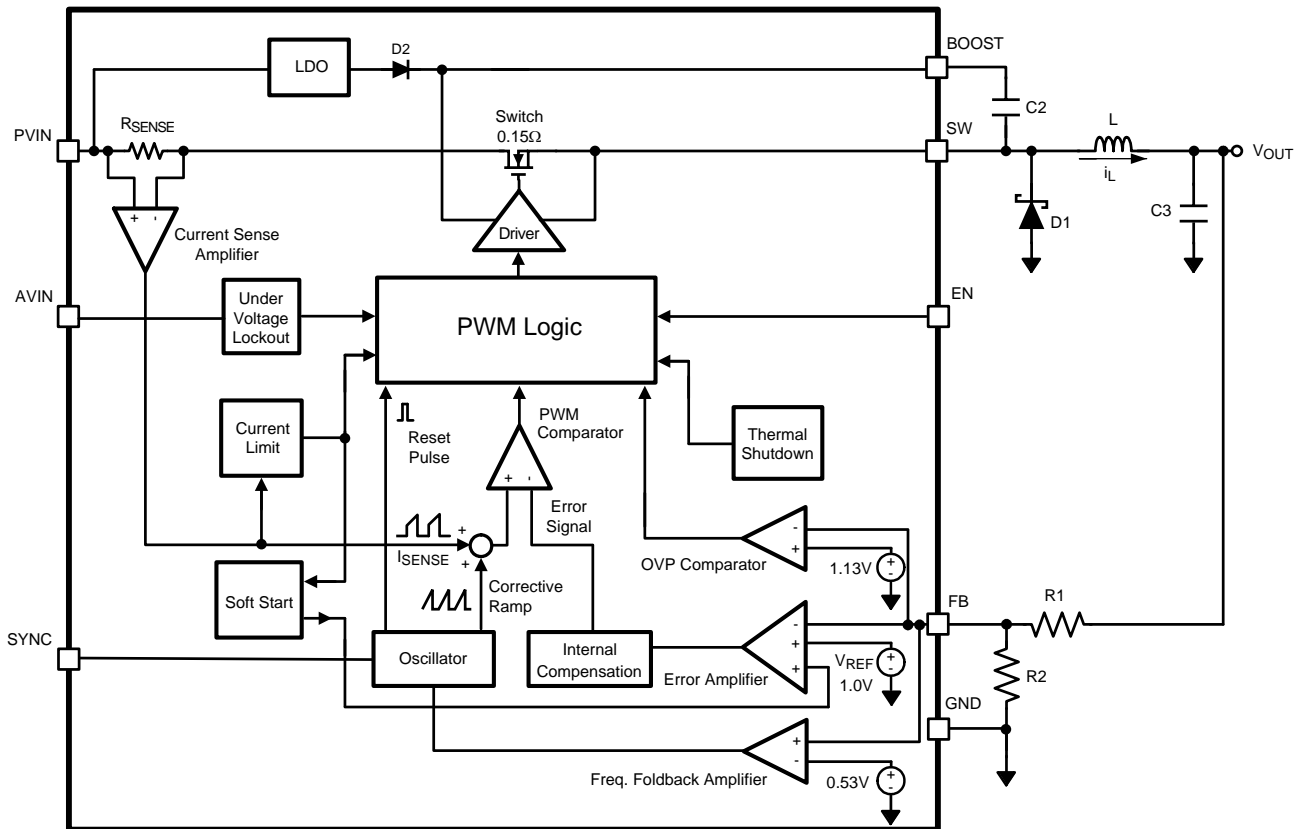 BOOST
D2
LDO
C2
Switch
0.15Ω
SW
L
PVIN
RSENSE
VOUT
iL
+ -
Driver
C3
D1
Current Sense
Amplifier
AVIN
EN
Under
Voltage
Lockout
PWM Logic
PWM
Comparator
Reset
Pulse
Current
Limit
Thermal
Shutdown
+ -
Error
Signal
-
+
+
ISENSE
+
+
-
1.13V
OVP Comparator
Corrective
Ramp
Soft Start
R1
FB
SYNC
Oscillator
Internal
Compensation
-
+
+
VREF
1.0V
+
-
Error Amplifier
R2
GND
+
-
Freq. Foldback Amplifier
0.53V
+
-